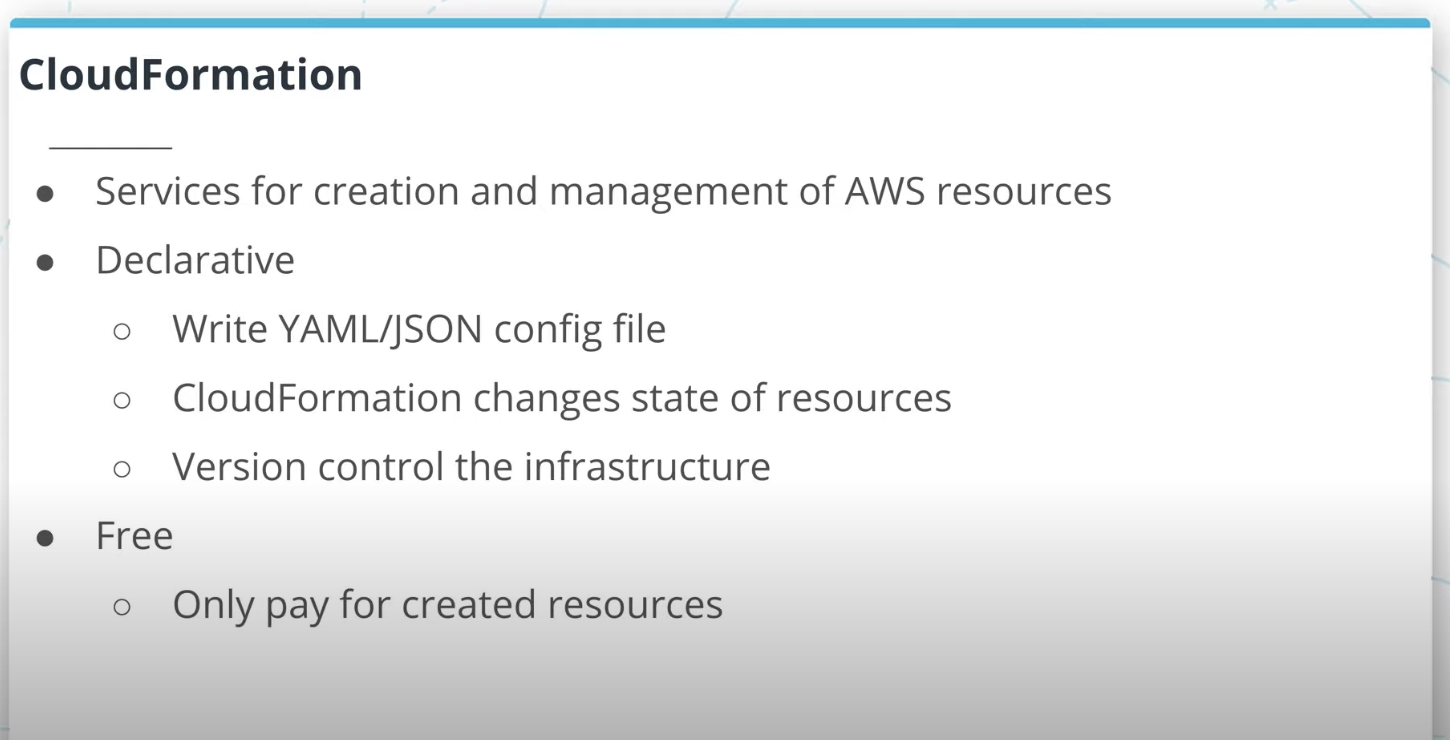 CloudFormation
● Services for creation and management of AWS resources
● Declarative
○ Write YAML/JSON config file
○ CloudFormation changes state of resources
○ Version control the infrastructure
● Free
○ Only pay for created resources